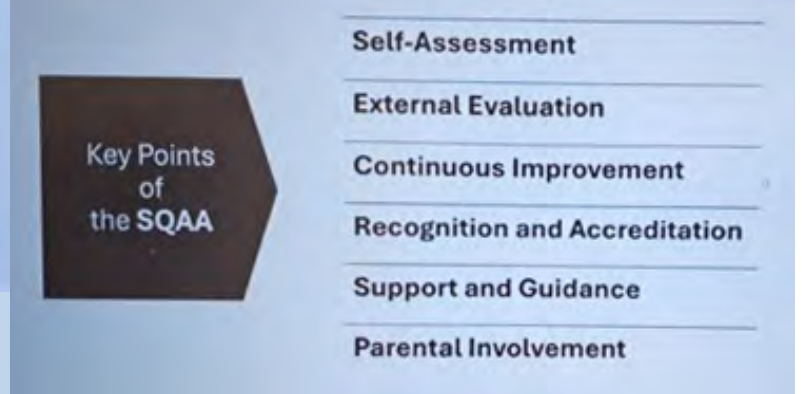 Key Points
of
the SQAA
Self-Assessment
External Evaluation
Continuous Improvement
Recognition and Accreditation
Support and Guidance
Parental Involvement